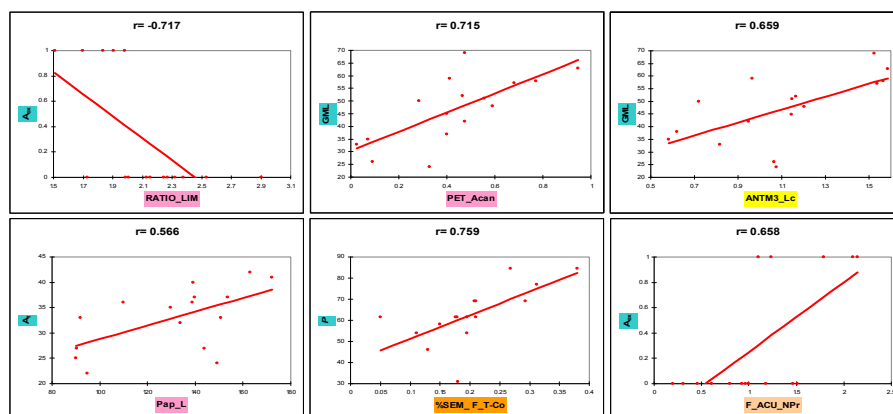 r= -0.717
1
0.8
0.6
0.4
0.2
0
1.5 1.7 1.9 2.1 2.3 2.5 2.7 2.9 3.1
RATIO_LIM
r= 0.715
GML
70
65
60
55
50
45
40
35
30
25
20
0 0.2 0.4 0.6 0.8 1
PET_Acan
r= 0.659
GML
70
65
60
55
50
45
40
35
30
25
20
0.5 0.7 0.9 1.1 1.3 1.5
ANTM3_Lc
r= 0.566
45
40
35
30
25
20
80 100 120 140 160 180
Pap_L
r= 0.759
P
90
80
70
60
50
40
30
0 0.05 0.1 0.15 0.2 0.25 0.3 0.35 0.4
%SEM_ F_T-Co
r= 0.658
1
0.8
0.6
0.4
0.2
0
0 0.5 1 1.5 2 2.5
F_ACU_NPr